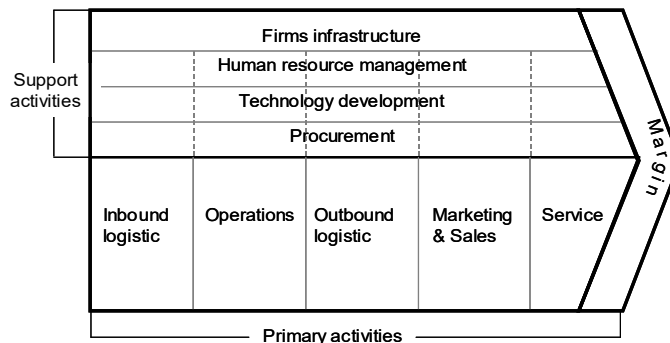 Firms infrastructure
Human resource management
Support
activities
Technology development
Procurement
Margin
Inbound
logistic
Operations
Outbound
logistic
Marketing
& Sales
Service
Primary activities